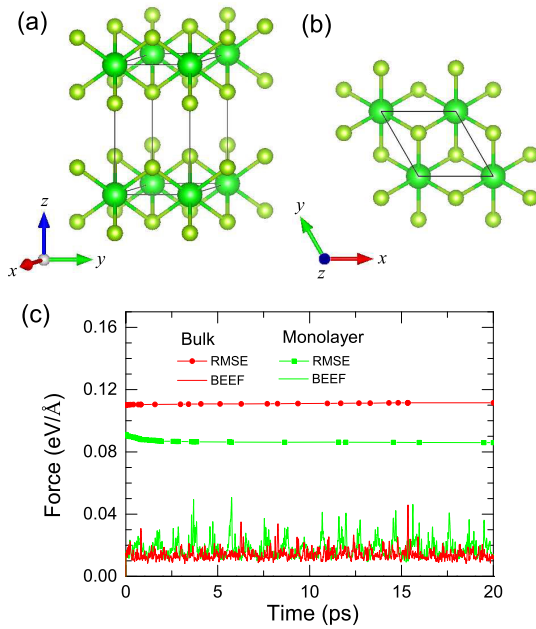 (a)
(b)
z
x
y
y
z
x
(c)
Bulk Monolayer
RMSE RMSE
BEEF BEEF
Force (eV/Å)
0.16
0.12
0.08
0.04
0.00
0 5 10 15 20
Time (ps)